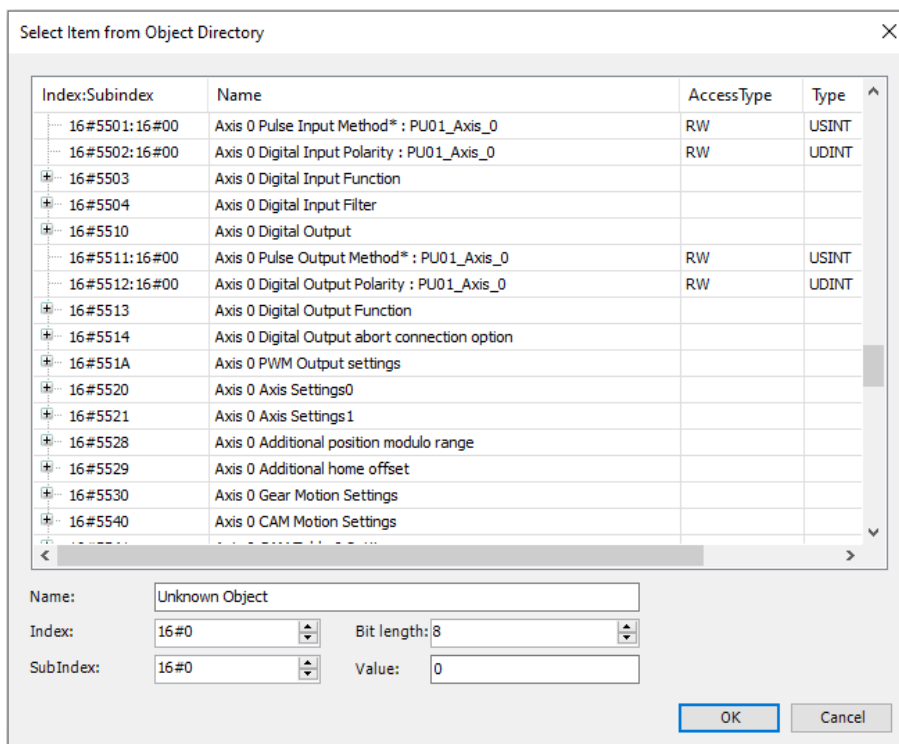 Select Item from Object Directory
Index:Subindex Name AccessType Type
16#5501:16#00 Axis 0 Pulse Input Method* : PU01_Axis_0 RW USINT
16#5502:16#00 Axis 0 Digital Input Polarity : PU01_Axis_0 RW UDINT
16#5503 Axis 0 Digital Input Function
16#5504 Axis 0 Digital Input Filter
16#5510 Axis 0 Digital Output
16#5511:16#00 Axis 0 Pulse Output Method* : PU01_Axis_0 RW USINT
16#5512:16#00 Axis 0 Digital Output Polarity : PU01_Axis_0 RW UDINT
16#5513 Axis 0 Digital Output Function
16#5514 Axis 0 Digital Output abort connection option
16#551A Axis 0 PWM Output settings
16#5520 Axis 0 Axis Settings0
16#5521 Axis 0 Axis Settings1
16#5528 Axis 0 Additional position modulo range
16#5529 Axis 0 Additional home offset
16#5530 Axis 0 Gear Motion Settings
16#5540 Axis 0 CAM Motion Settings
Name: Unknown Object
Index: 16#0 Bit length: 8
SubIndex: 16#0 Value: 0
OK Cancel